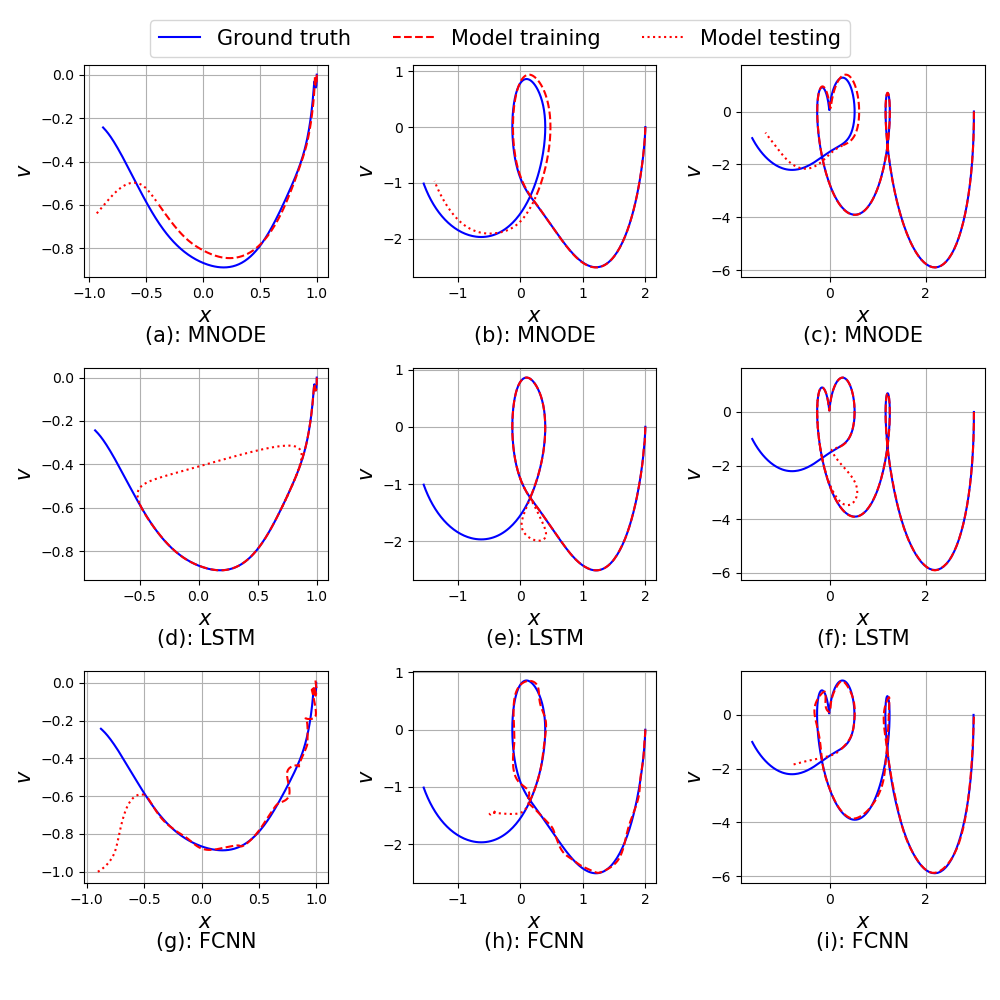 Ground truth Model training Model testing
0.0
−0.2
−0.4
−0.6
−0.8
v
−1.0 −0.5 0.0 0.5 1.0
x
(a): MNODE
1
0
−1
−2
v
−1 0 1 2
x
(b): MNODE
0
−2
−4
−6
v
0 2
x
(c): MNODE
0.0
−0.2
−0.4
−0.6
−0.8
v
−0.5 0.0 0.5 1.0
x
(d): LSTM
1
0
−1
−2
v
−1 0 1 2
x
(e): LSTM
0
−2
−4
−6
v
0 2
x
(f): LSTM
0.0
−0.2
−0.4
−0.6
−0.8
−1.0
v
−1.0 −0.5 0.0 0.5 1.0
x
(g): FCNN
1
0
−1
−2
v
−1 0 1 2
x
(h): FCNN
0
−2
−4
−6
v
0 2
x
(i): FCNN